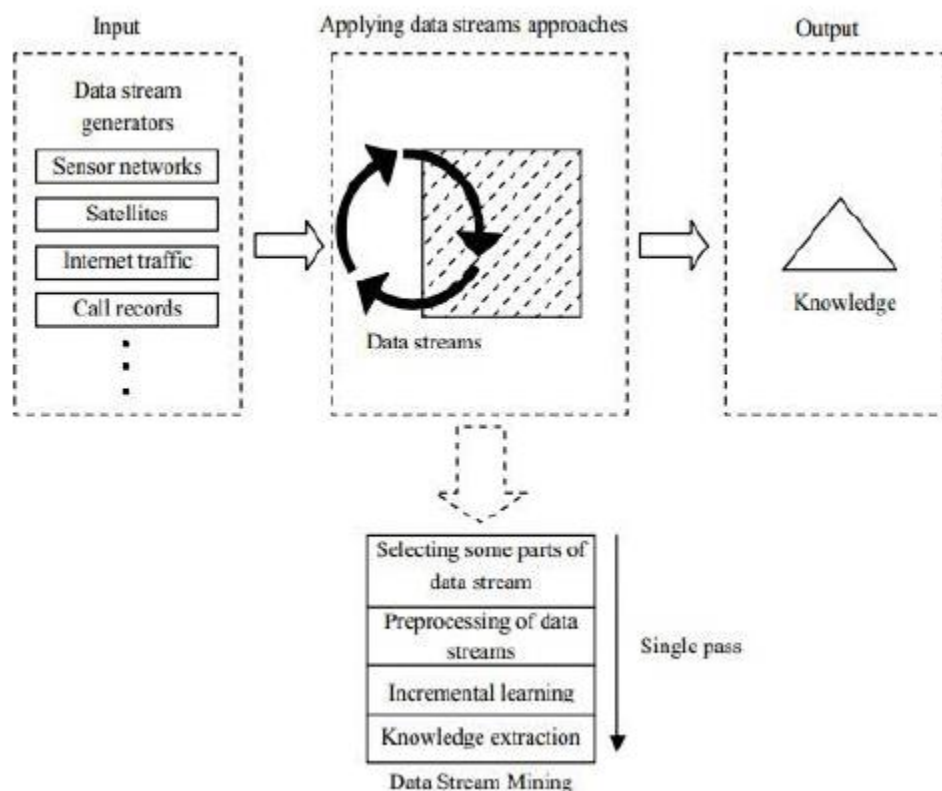 Input
Applying data streams approaches
Output
Data stream
generators
Sensor networks
Satellites
Internet traffic
Call records
Data streams
Knowledge
Selecting some parts of
data stream
Preprocessing of data
streams
Incremental learning
Knowledge extraction
Single pass
Data Stream Mining